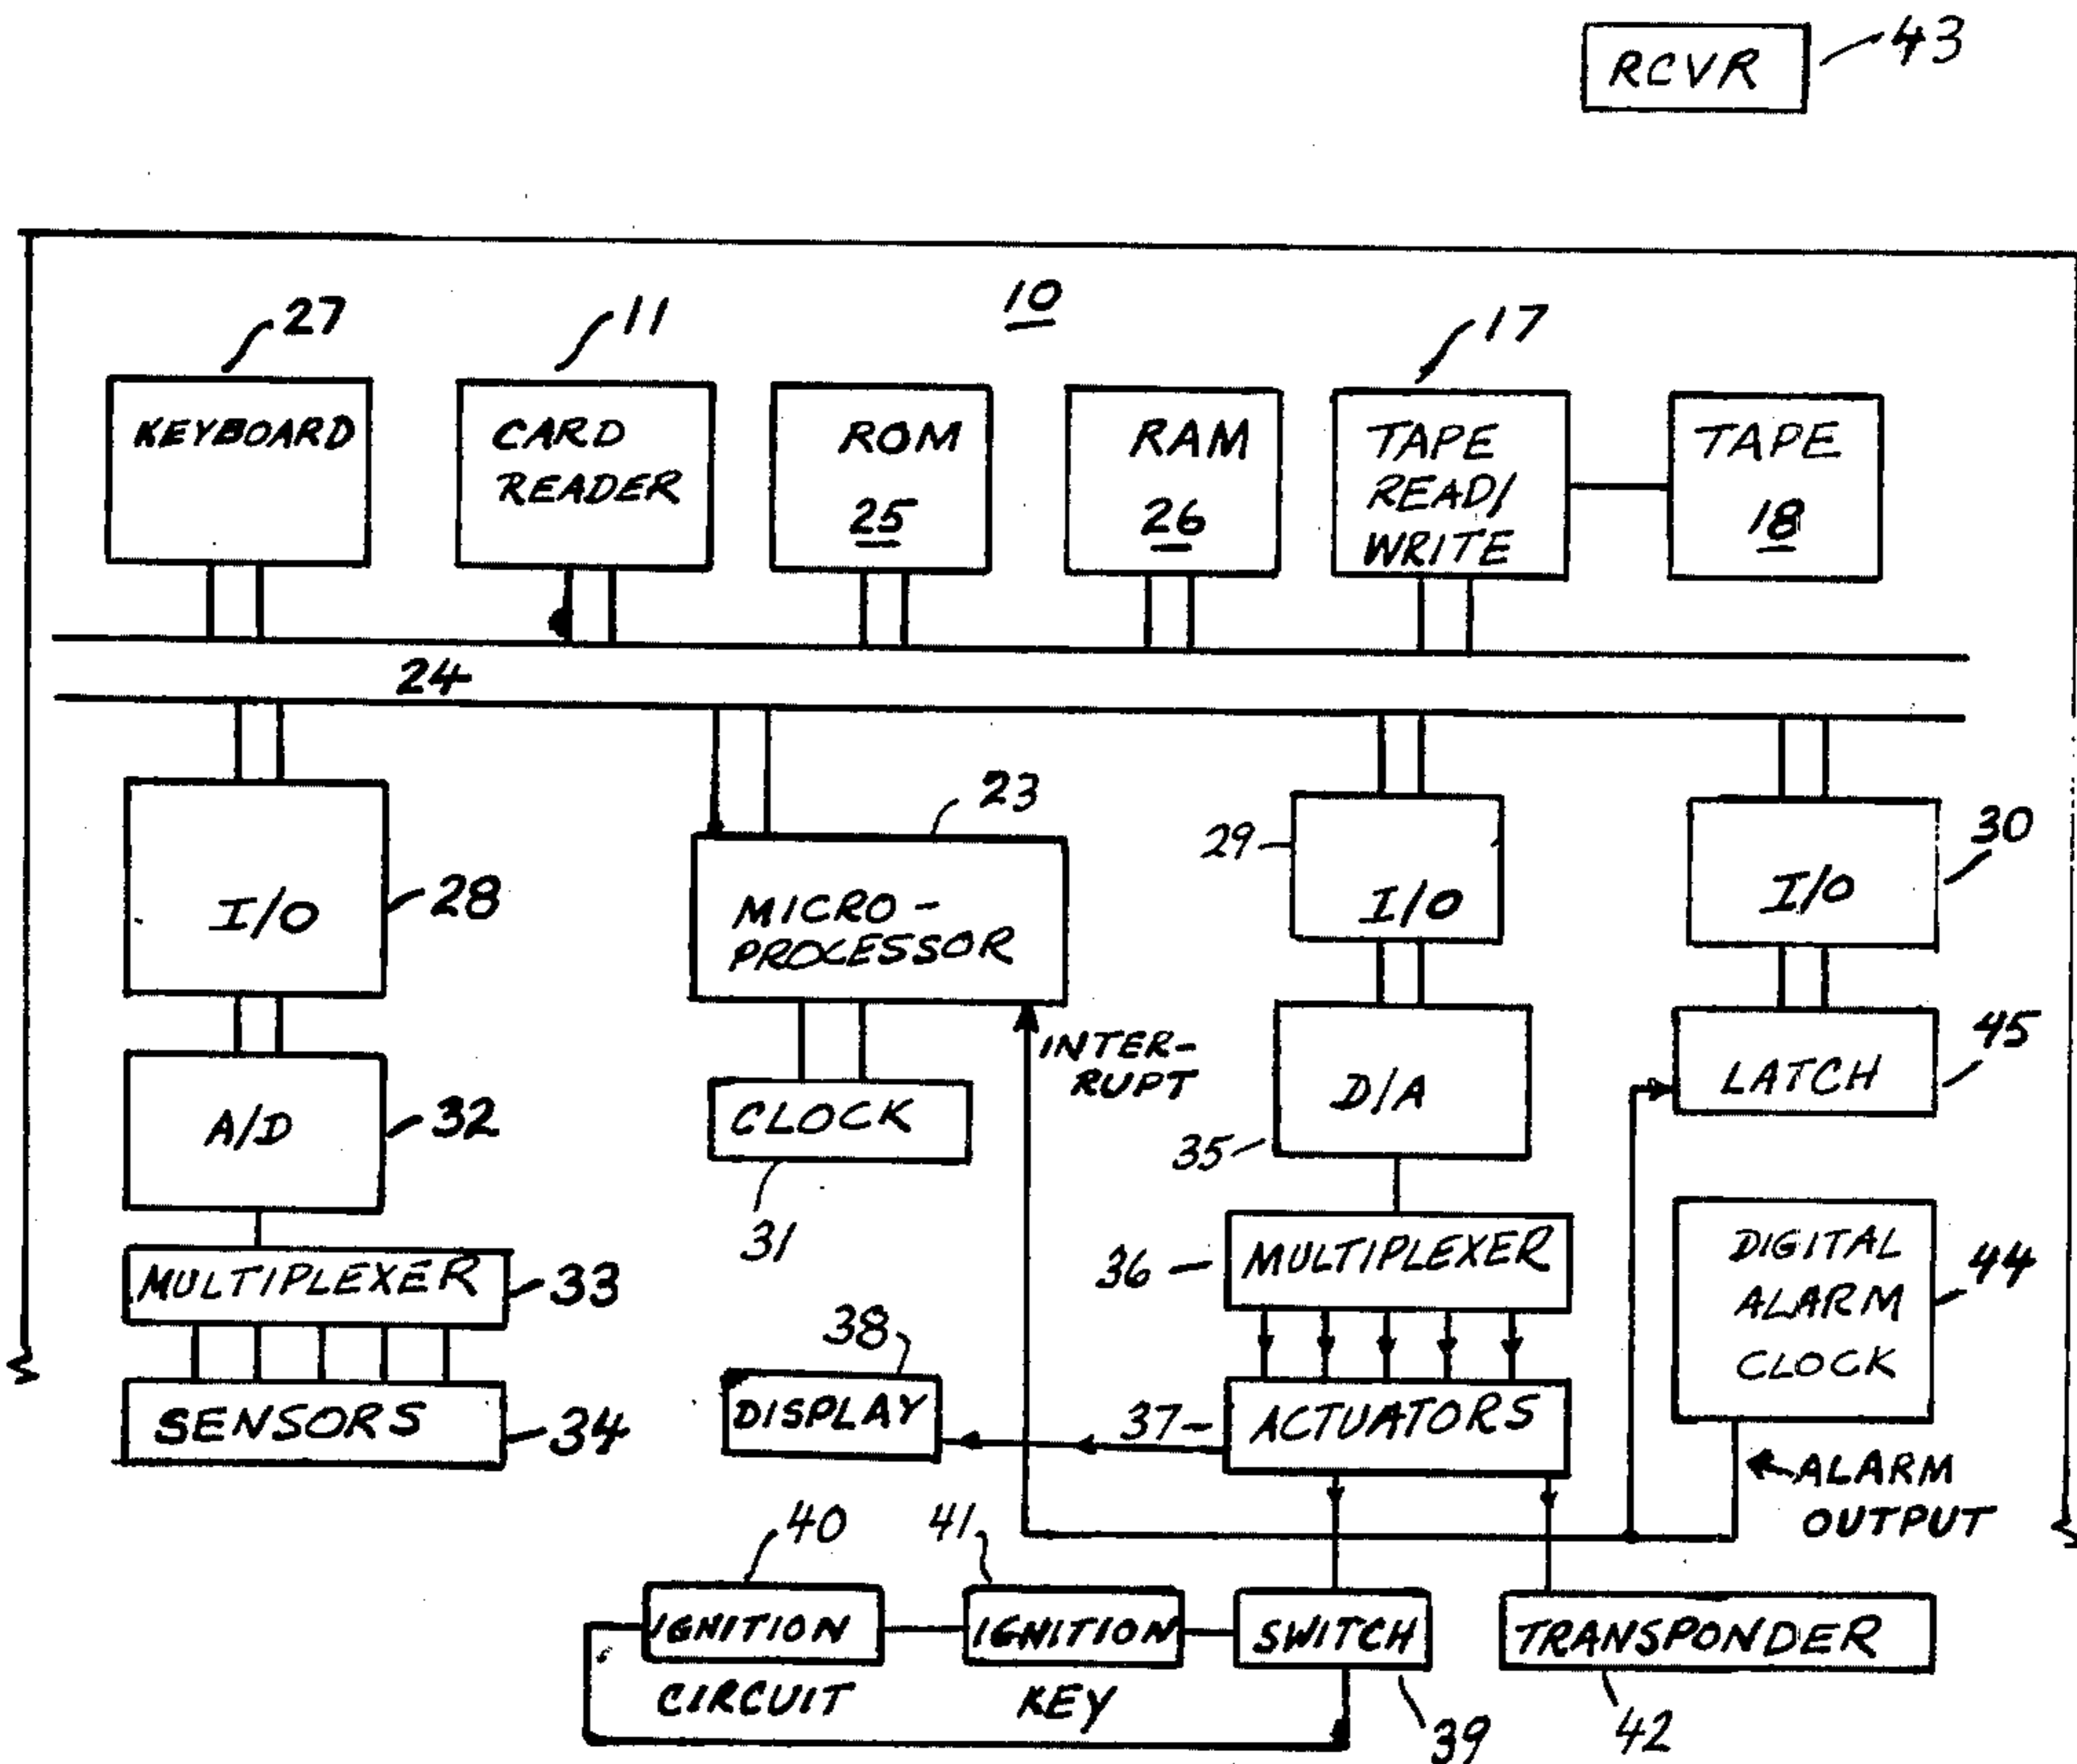 RCVR
43
10
27
11
17
KEYBOARD
CARD
READER
ROM
25
RAM
26
TAPE
READ/
WRITE
TAPE
18
24
I/O
28
23
MICRO-
PROCESSOR
29
I/O
I/O
30
A/D
32
CLOCK
31
INTER-
RUPT
D/A
35
LATCH
45
MULTIPLEXER
33
SENSORS
34
36
MULTIPLEXER
37
ACTUATORS
38
DISPLAY
DIGITAL
ALARM
CLOCK
44
ALARM
OUTPUT
40
IGNITION
CIRCUIT
41
IGNITION
KEY
SWITCH
39
TRANSPONDER
42